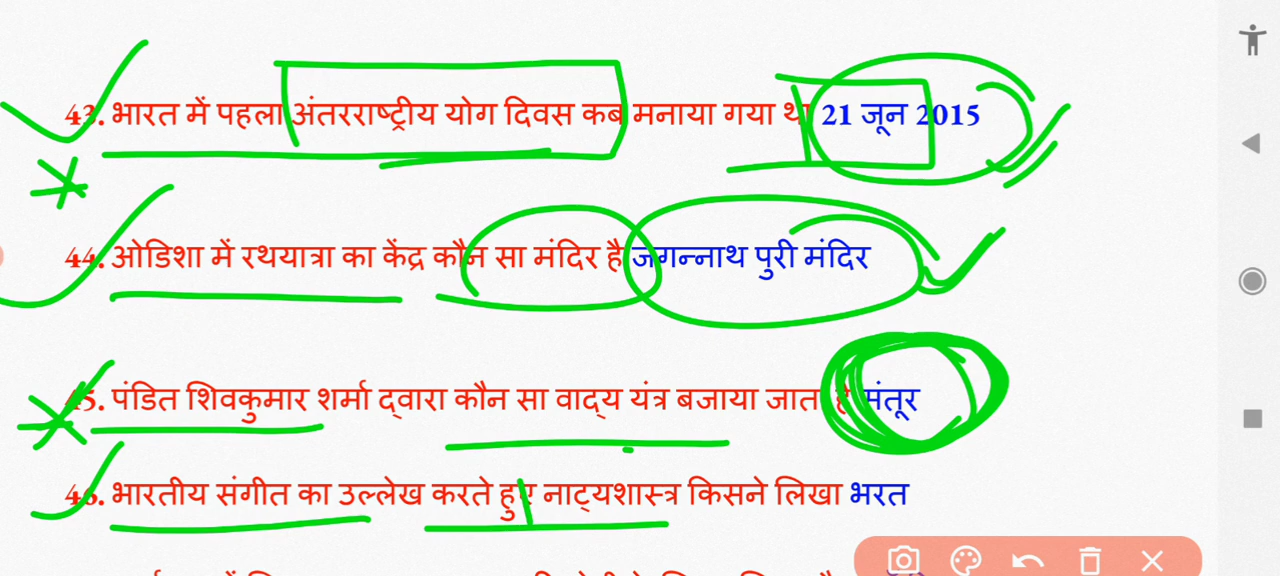 43. भारत में पहला अंतरराष्ट्रीय योग दिवस कब मनाया गया था 21 जून 2015
44. ओडिशा में रथयात्रा का केंद्र कौन सा मंदिर है जगन्नाथ पुरी मंदिर
45. पंडित शिवकुमार शर्मा द्वारा कौन सा वाद्य यंत्र बजाया जाता है संतूर
46. भारतीय संगीत का उल्लेख करते हुए नाट्यशास्त्र किसने लिखा भरत